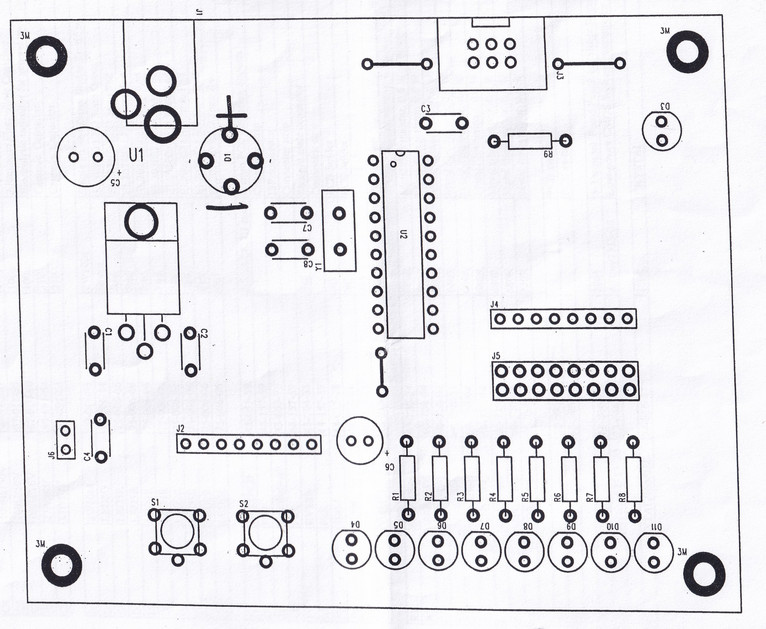 J1
3M
3M
J3
C3
D3
R9
U1
+
C5
+
U2
C7
C8
Y1
J4
C1
C2
J5
J6
C4
J2
+
C6
R1
R2
R3
R4
R5
R6
R7
R8
S1
S2
D4
D5
D6
D7
D8
D9
D10
D11
3M
3M